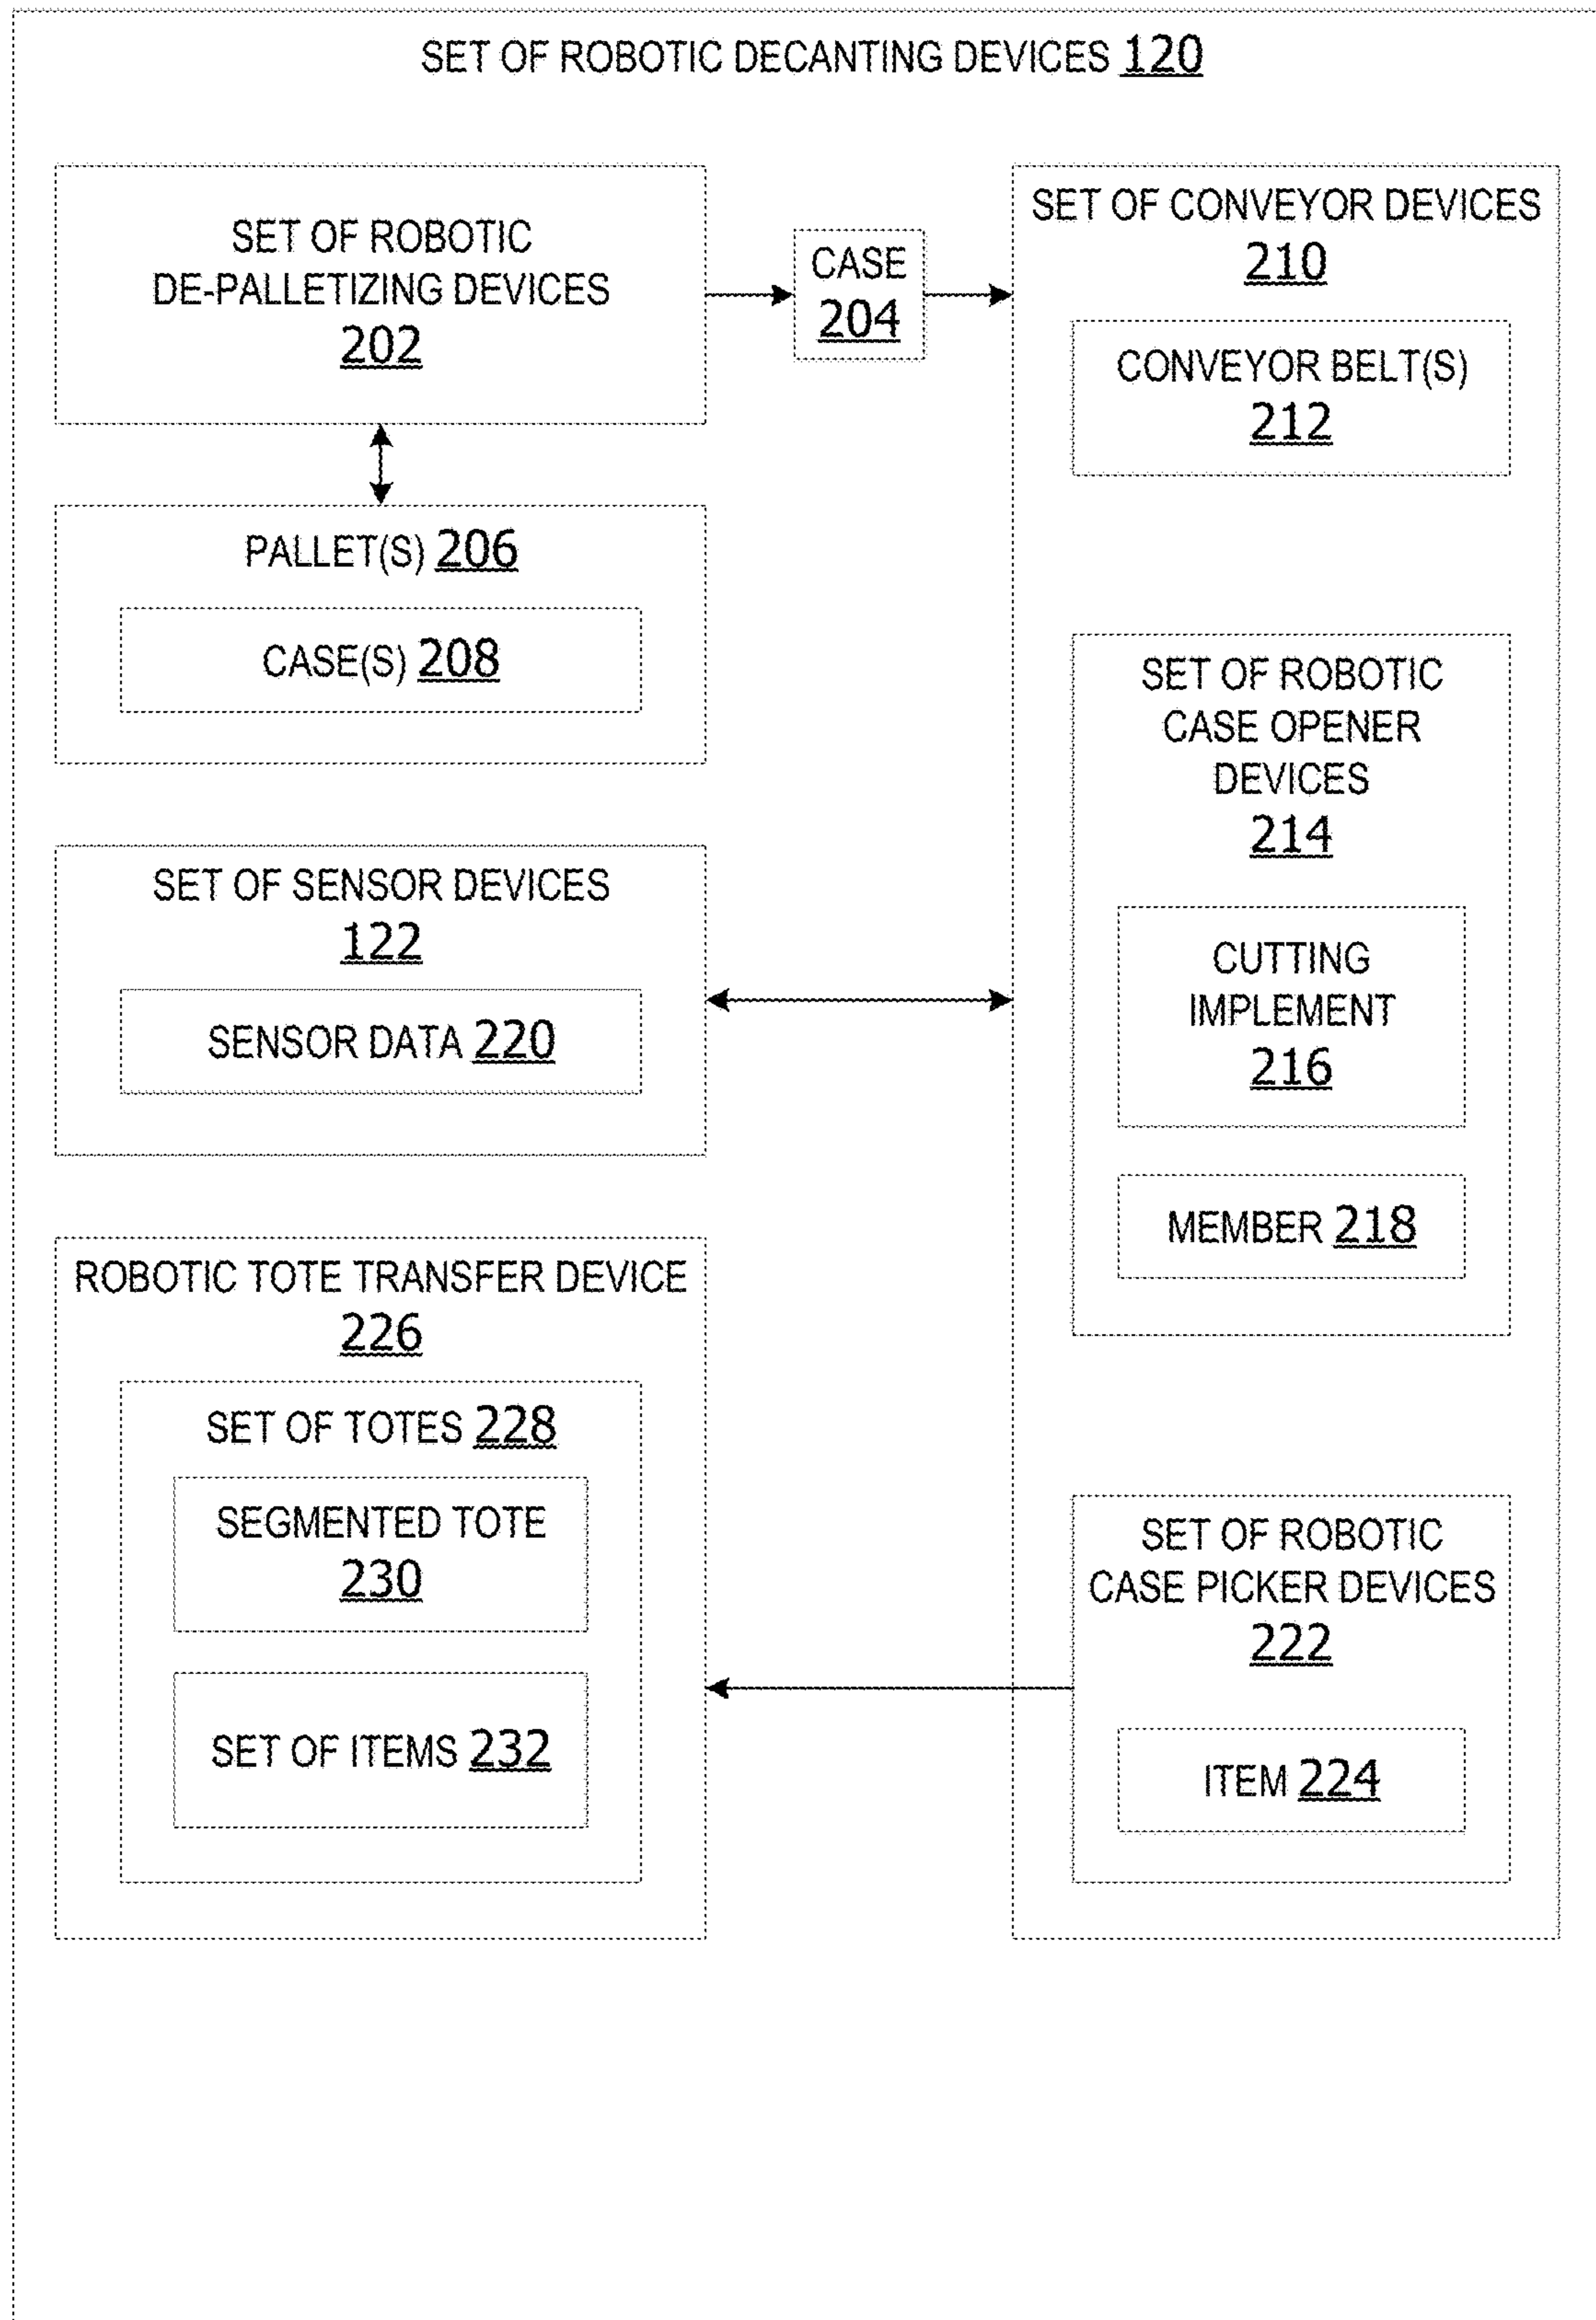 SET OF ROBOTIC DECANTING DEVICES 120
SET OF ROBOTIC
DE-PALLETIZING DEVICES
202
CASE
204
PALLET(S) 206
CASE(S) 208
SET OF SENSOR DEVICES
122
SENSOR DATA 220
ROBOTIC TOTE TRANSFER DEVICE
226
SET OF TOTES 228
SEGMENTED TOTE
230
SET OF ITEMS 232
SET OF CONVEYOR DEVICES
210
CONVEYOR BELT(S)
212
SET OF ROBOTIC
CASE OPENER
DEVICES
214
CUTTING
IMPLEMENT
216
MEMBER 218
SET OF ROBOTIC
CASE PICKER DEVICES
222
ITEM 224